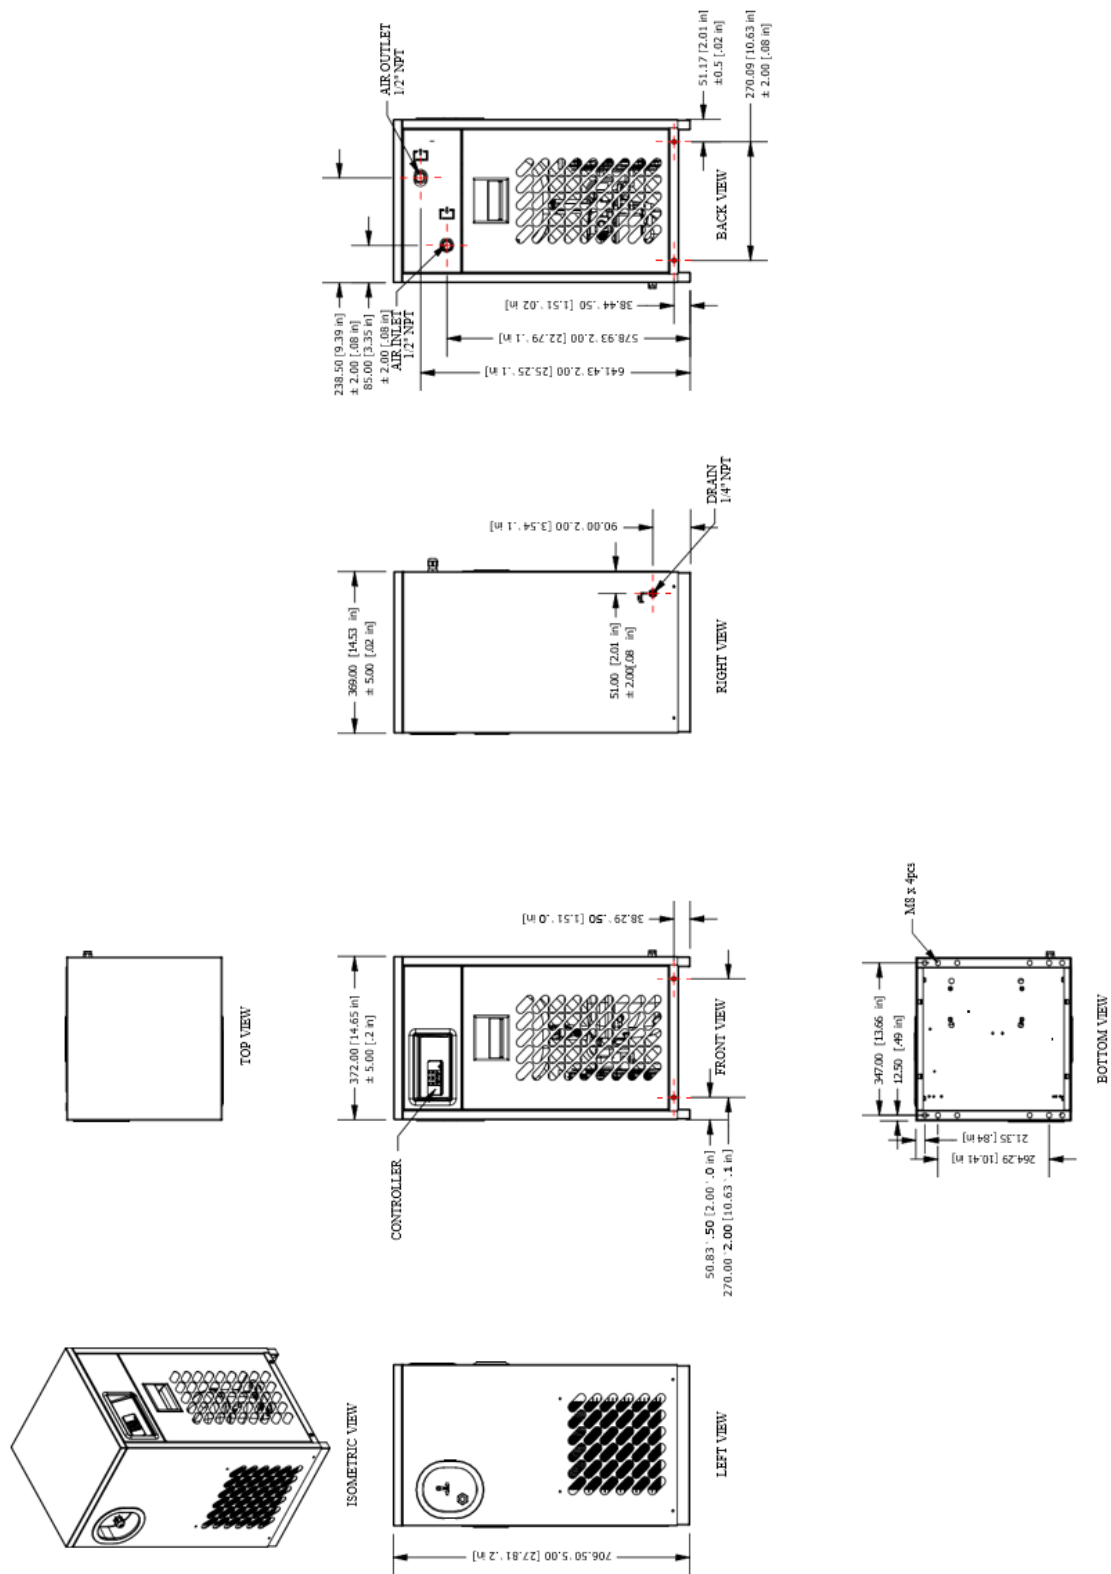 AIR OUTLET
1/2" NPT
51.17 [2.01 in]
±0.5 [.02 in]
270.09 [10.63 in]
± 2.00 [.08 in]
BACK VIEW
238.50 [9.39 in]
± 2.00 [.08 in]
85.00 [3.35 in]
± 2.00 [.08 in]
AIR INLET
1/2" NPT
38.44 '.50 [1.51 '.02 in]
578.93 '2.00 [22.79 '.1 in]
641.43 '2.00 [25.25 '.1 in]
DRAIN
1/4" NPT
90.00 '2.00 [3.54 '.1 in]
369.00 [14.53 in]
± 5.00 [.02 in]
51.00 [2.01 in]
± 2.00[.08 in]
RIGHT VIEW
TOP VIEW
38.29 '.50 [1.51 '.0 in]
372.00 [14.65 in]
± 5.00 [.2 in]
FRONT VIEW
CONTROLLER
50.83 '.50 [2.00 '.0 in]
270.00 '2.00 [10.63 '.1 in]
M8 x 4pcs
347.00 [13.66 in]
12.50 [.49 in]
21.35 [.84 in]
264.29 [10.41 in]
BOTTOM VIEW
ISOMETRIC VIEW
LEFT VIEW
706.50 '5.00 [27.81 '.2 in]